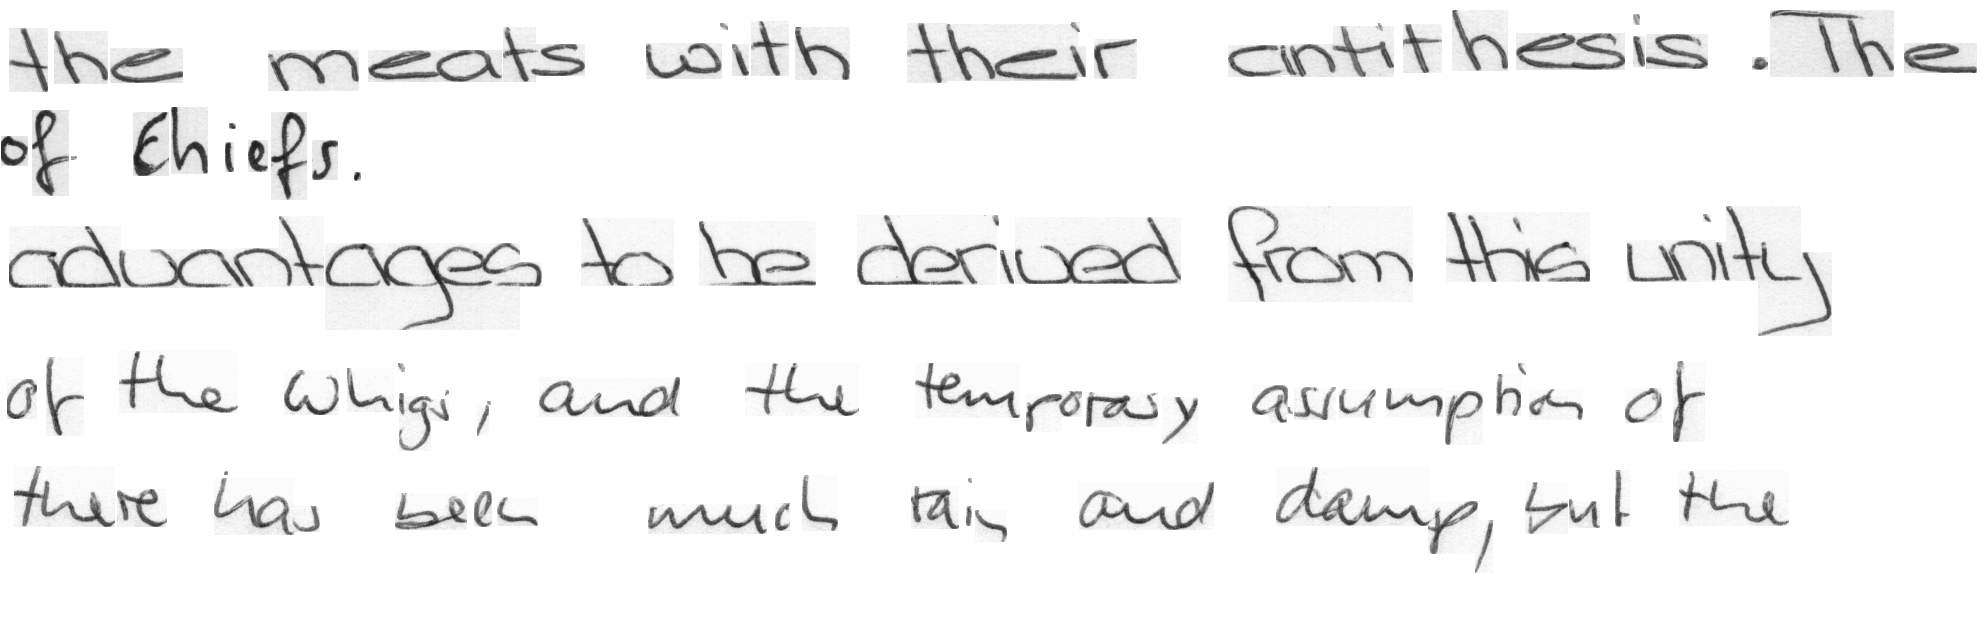 the meats with their antithesis. The
of Chiefs.
advantages to be derived from this unity
of the Whigs, and the temporary assumption of
there has been much rain and damp, but the